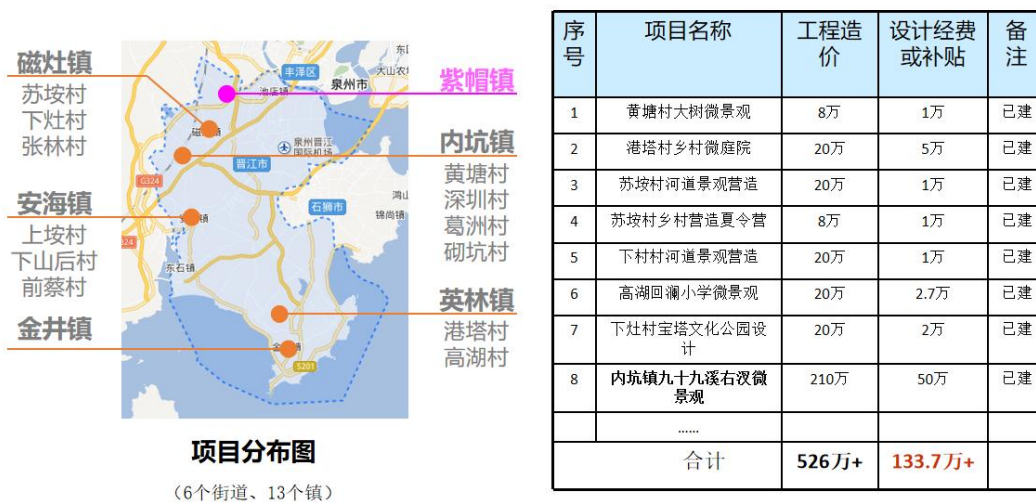 磁灶镇
苏垵村
下灶村
张林村
安海镇
上垵村
下山后村
前蔡村
金井镇
丰泽区
泉州市
池店镇
大山农
泉州晋江
国际机场
晋江市
G324
石狮市
锦尚镇
东石镇
S201
紫帽镇
内坑镇
黄塘村
深圳村
葛洲村
砌坑村
英林镇
港塔村
高湖村
项目分布图
（6个街道、13个镇）
序号 项目名称 工程造价 设计经费或补贴 备注
1 黄塘村大树微景观 8万 1万 已建
2 港塔村乡村微庭院 20万 5万 已建
3 苏垵村河道景观营造 20万 1万 已建
4 苏垵村乡村营造夏令营 8万 1万 已建
5 下村村河道景观营造 20万 1万 已建
6 高湖回澜小学微景观 20万 2.7万 已建
7 下灶村宝塔文化公园设计 20万 2万 已建
8 内坑镇九十九溪右汊微景观 210万 50万 已建
......
合计 526万+ 133.7万+